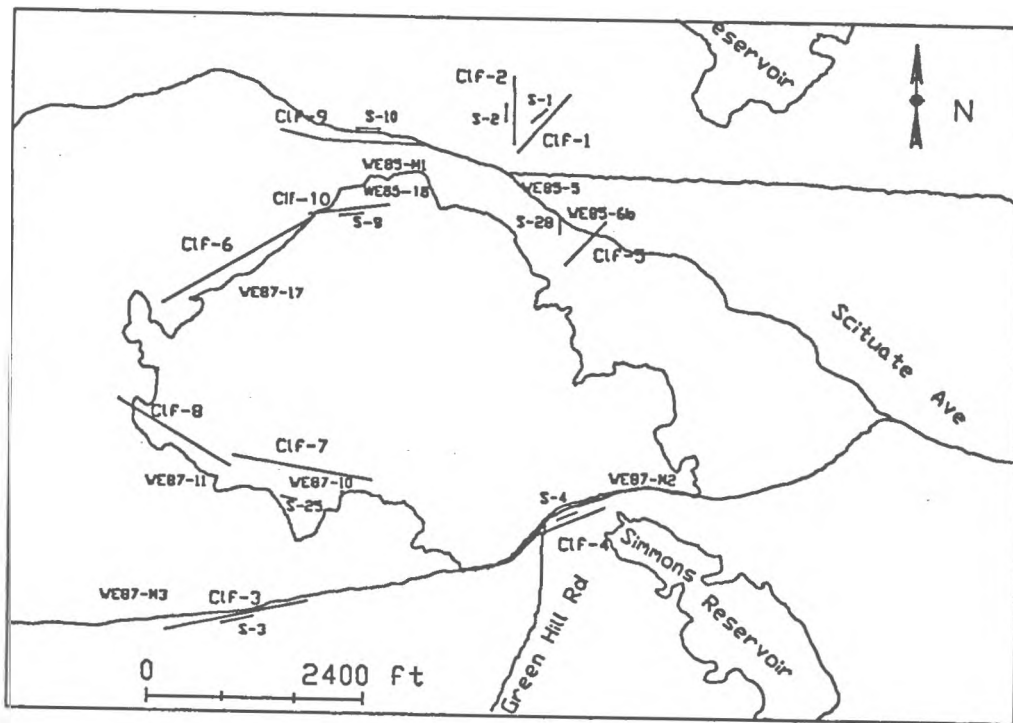 eservoir
N
Clf-2
S-1
S-2
Clf-1
Clf-9
S-10
WE85-M1
WE85-18
WE85-5
Clf-10
WE85-6b
S-8
S-28
Clf-5
Clf-6
WE87-17
Scituate Ave
Clf-8
Clf-7
WE87-11
WE87-10
S-25
WE87-M2
S-4
Clf-4
Simmons Reservoir
WE87-M3
Clf-3
S-3
Green Hill Rd
0 2400 ft